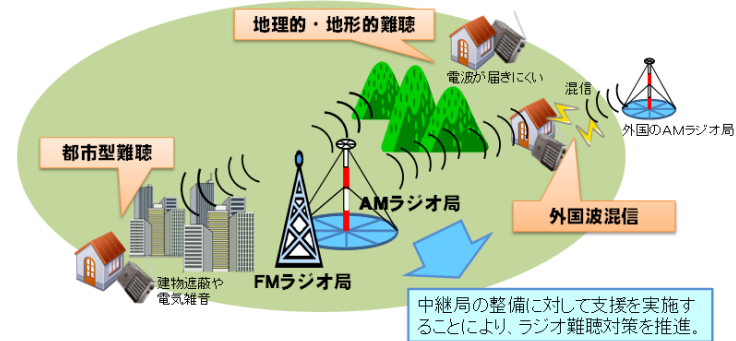 地理的・地形的難聴
電波が届きにくい
混信
外国のAMラジオ局
都市型難聴
AMラジオ局
外国波混信
FMラジオ局
建物遮蔽や
電気雑音
中継局の整備に対して支援を実施す
ることにより、ラジオ難聴対策を推進。